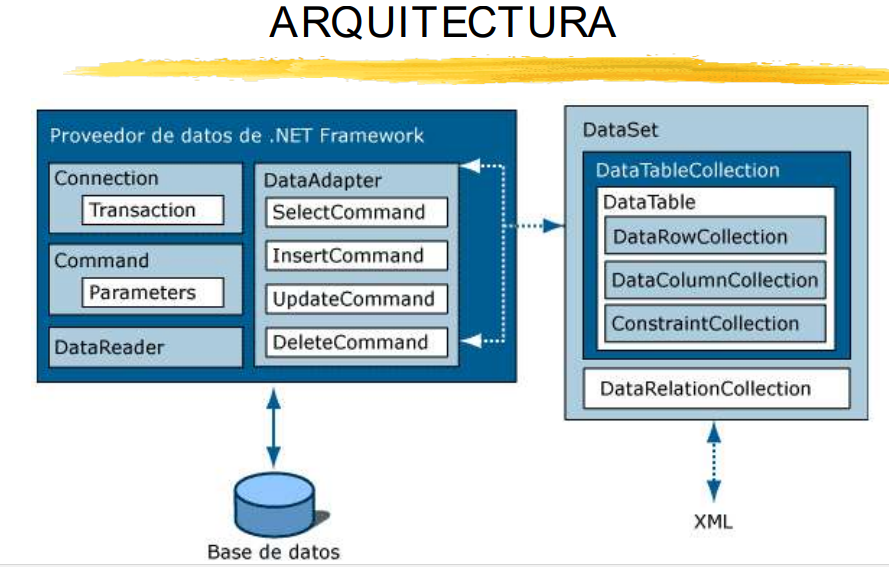 ARQUITECTURA
Proveedor de datos de .NET Framework
Connection
Transaction
Command
Parameters
DataReader
DataAdapter
SelectCommand
InsertCommand
UpdateCommand
DeleteCommand
Base de datos
DataSet
DataTableCollection
DataTable
DataRowCollection
DataColumnCollection
ConstraintCollection
DataRelationCollection
XML